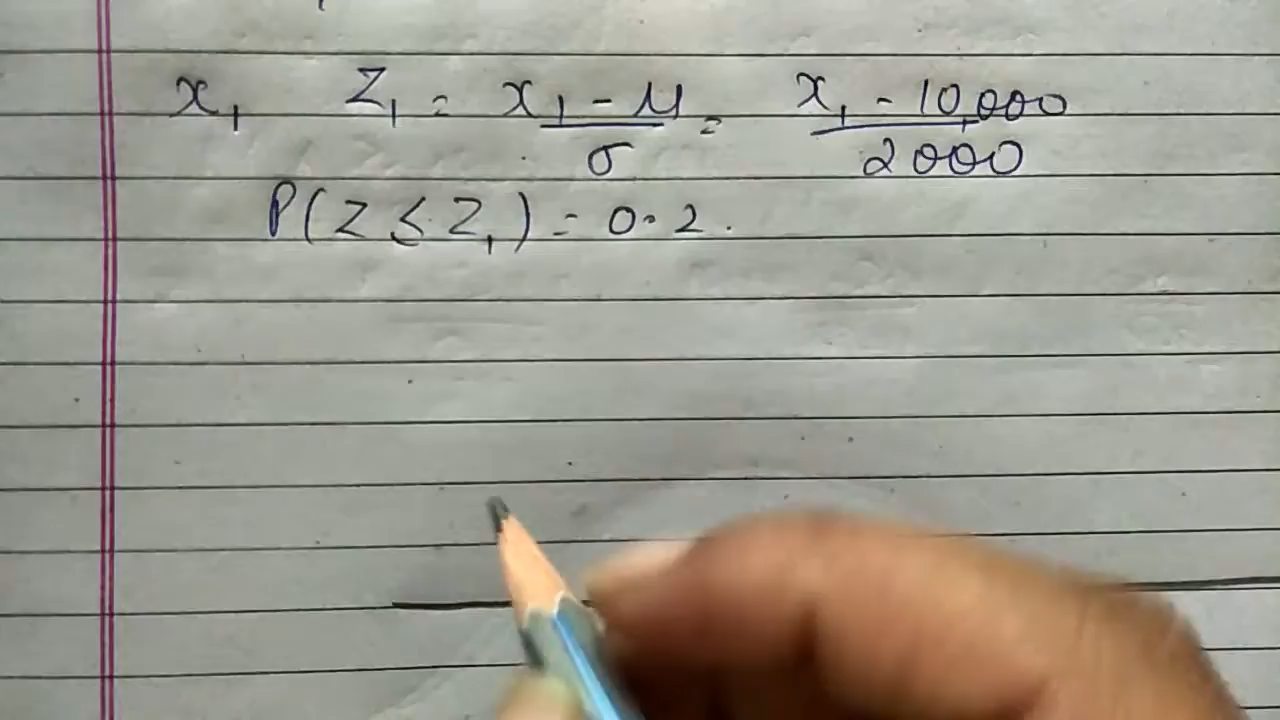 x₁ Z₁ = (x₁ - μ)/σ = (x₁ - 10,000)/2000
P(Z ≤ Z₁) = 0.2.